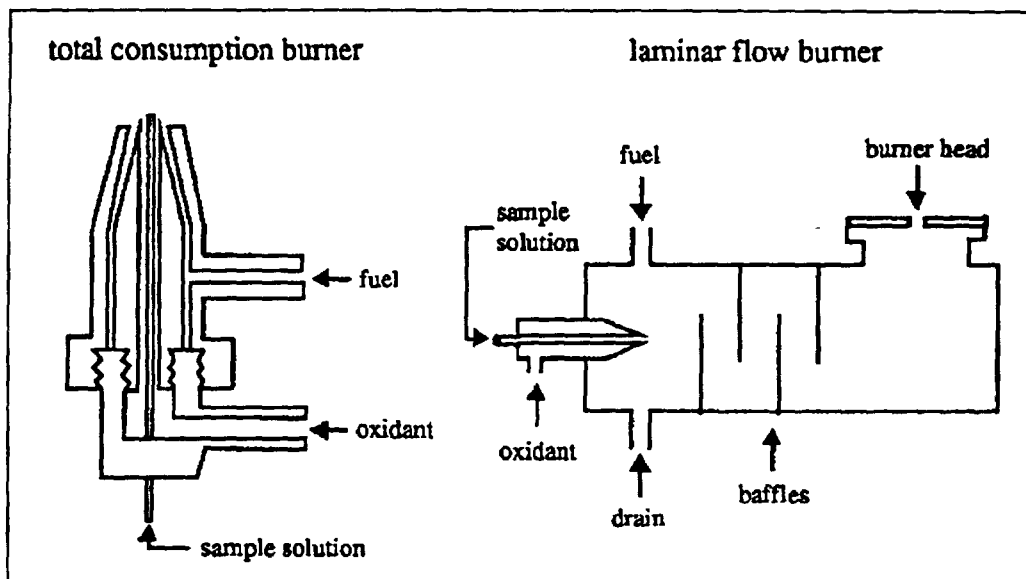 total consumption burner
fuel
oxidant
sample solution
laminar flow burner
fuel
burner head
sample
solution
oxidant
drain
baffles